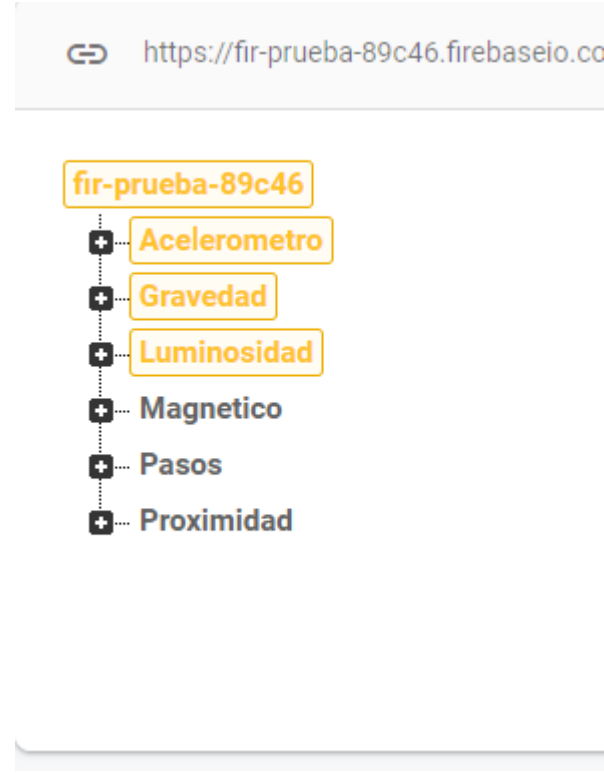 https://fir-prueba-89c46.firebaseio.co
fir-prueba-89c46
Acelerometro
Gravedad
Luminosidad
Magnetico
Pasos
Proximidad